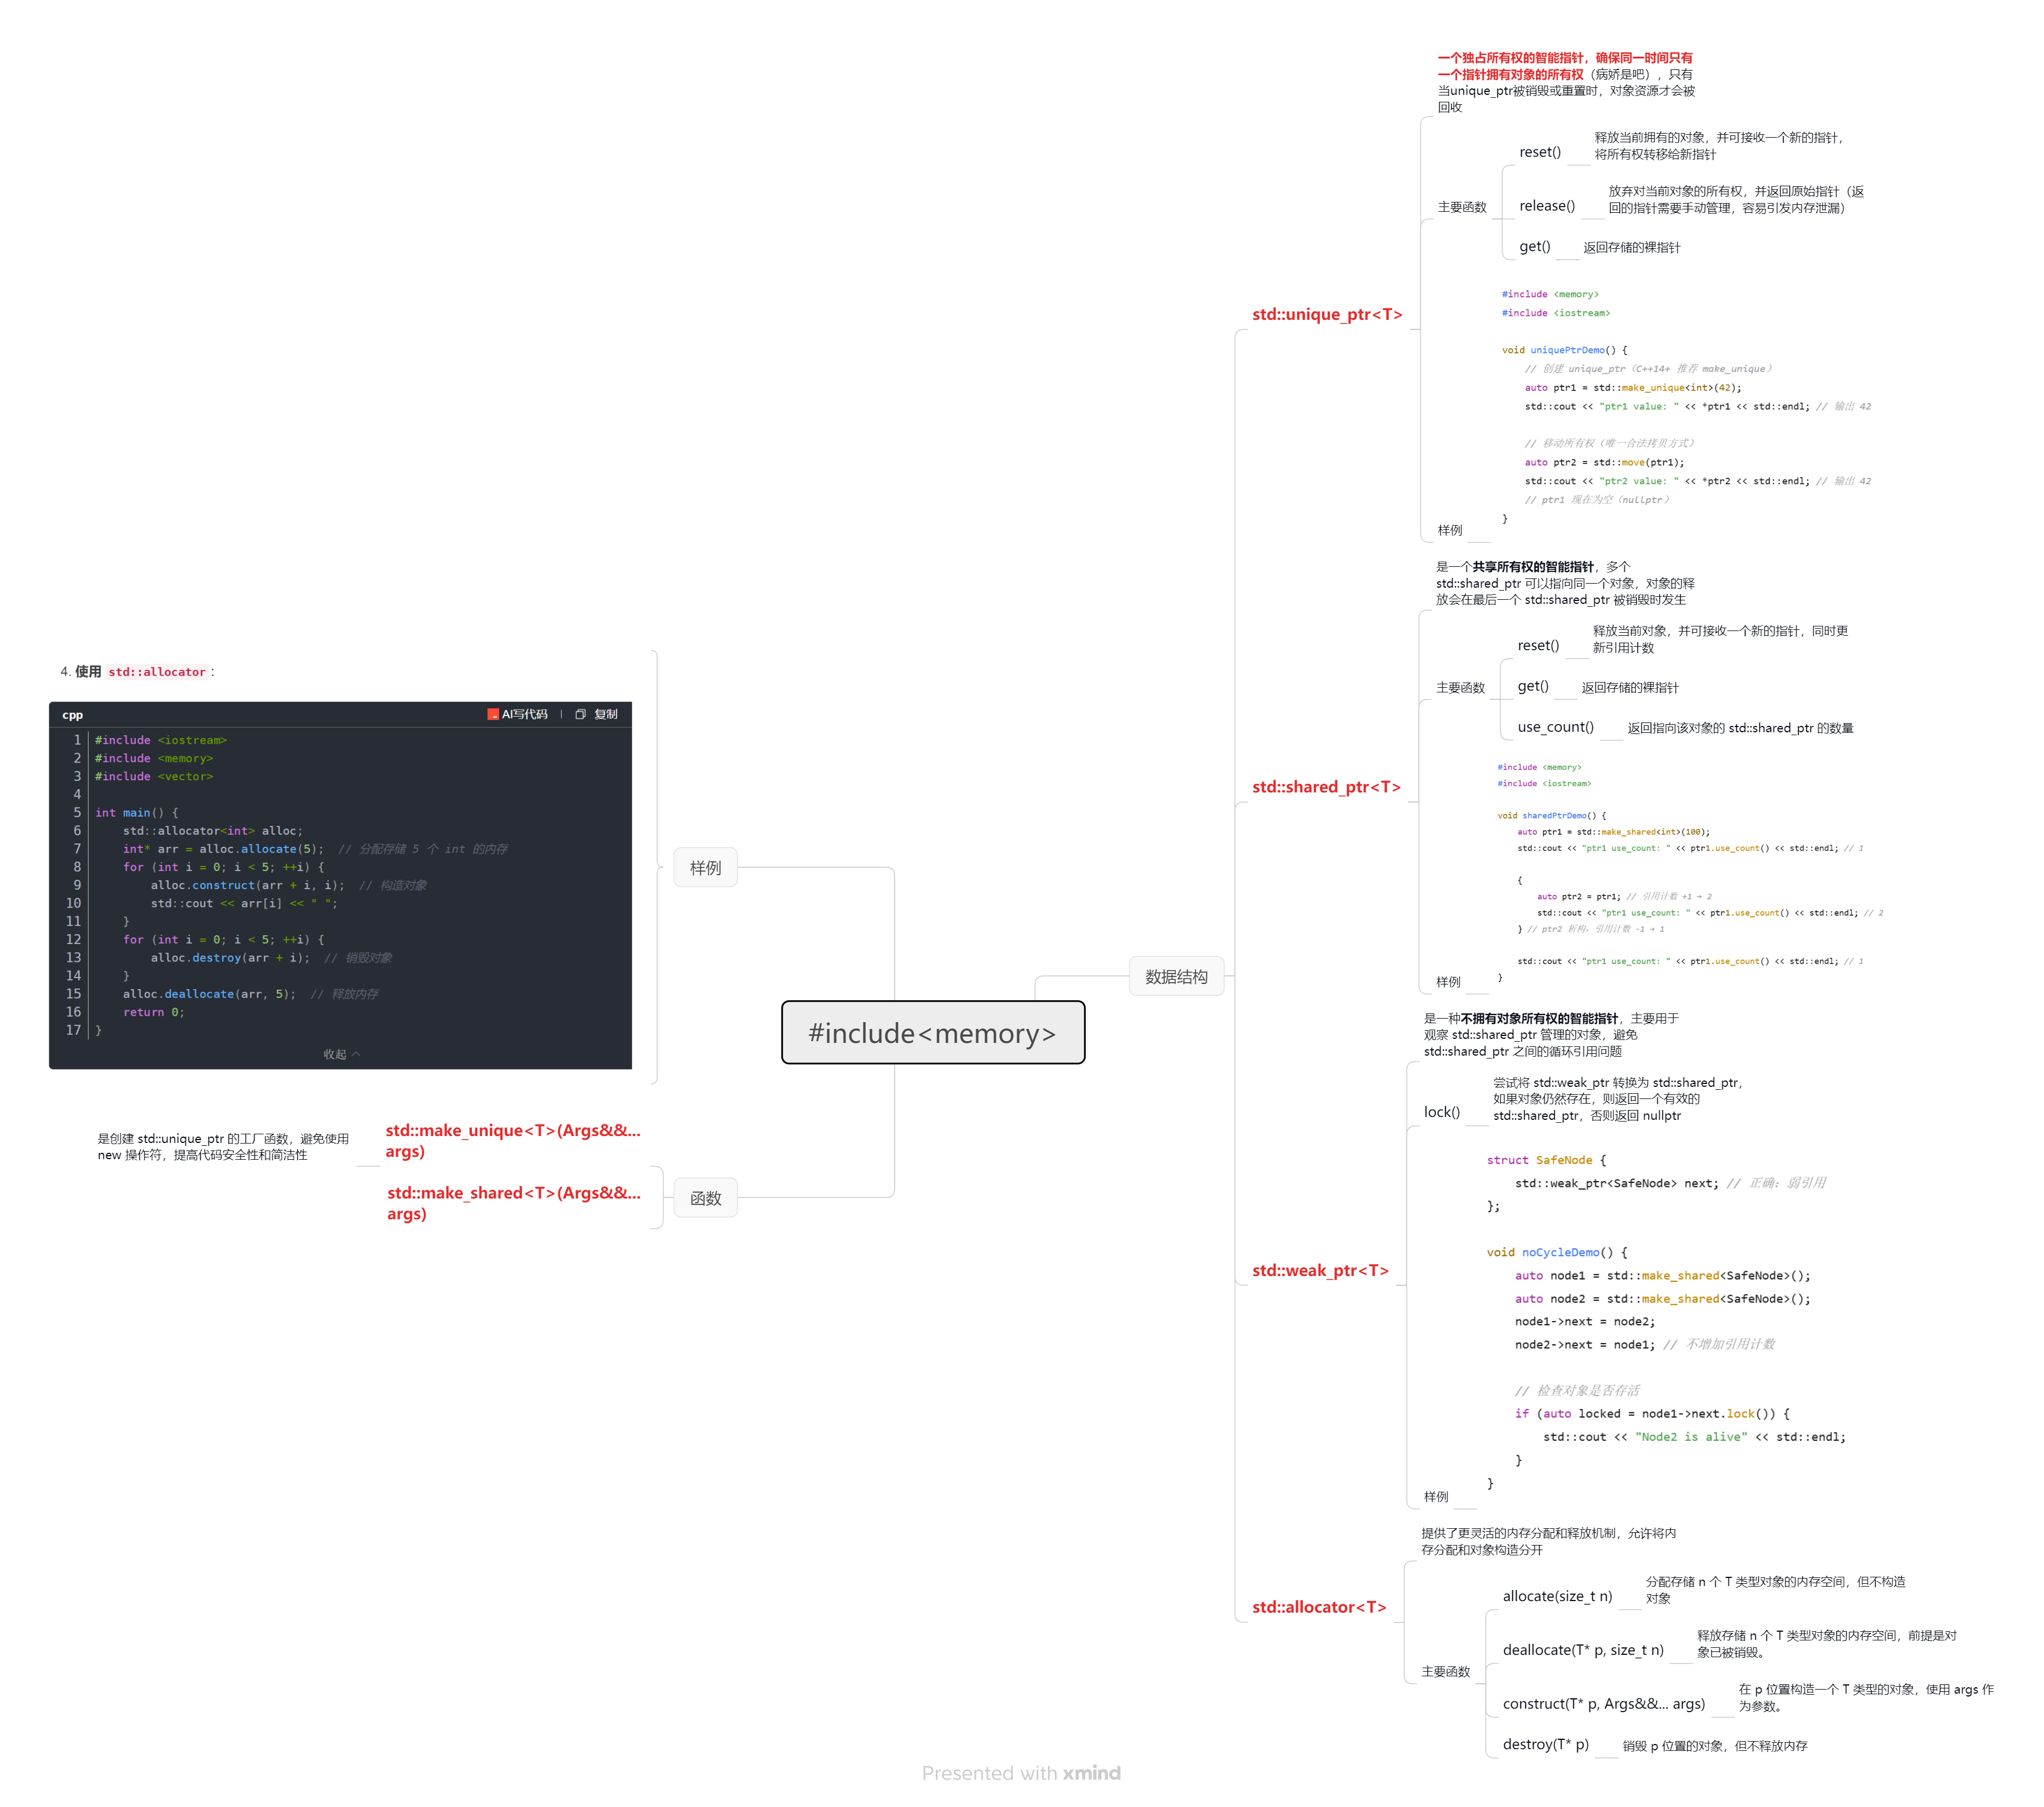 #include<memory>
数据结构
std::unique_ptr<T>
一个独占所有权的智能指针，确保同一时间只有
一个指针拥有对象的所有权（病娇是吧），只有
当unique_ptr被销毁或重置时，对象资源才会被
回收
主要函数
reset()
释放当前拥有的对象，并可接收一个新的指针，
将所有权转移给新指针
release()
放弃对当前对象的所有权，并返回原始指针（返
回的指针需要手动管理，容易引发内存泄漏）
get()
返回存储的裸指针
样例
#include <memory>
#include <iostream>
void uniquePtrDemo() {
// 创建 unique_ptr（C++14+ 推荐 make_unique）
auto ptr1 = std::make_unique<int>(42);
std::cout << "ptr1 value: " << *ptr1 << std::endl; // 输出 42
// 移动所有权（唯一合法拷贝方式）
auto ptr2 = std::move(ptr1);
std::cout << "ptr2 value: " << *ptr2 << std::endl; // 输出 42
// ptr1 现在为空（nullptr）
}
std::shared_ptr<T>
是一个共享所有权的智能指针，多个
std::shared_ptr 可以指向同一个对象，对象的释
放会在最后一个 std::shared_ptr 被销毁时发生
主要函数
reset()
释放当前对象，并可接收一个新的指针，同时更
新引用计数
get()
返回存储的裸指针
use_count()
返回指向该对象的 std::shared_ptr 的数量
样例
#include <memory>
#include <iostream>
void sharedPtrDemo() {
auto ptr1 = std::make_shared<int>(100);
std::cout << "ptr1 use_count: " << ptr1.use_count() << std::endl; // 1
{
auto ptr2 = ptr1; // 引用计数 +1 → 2
std::cout << "ptr1 use_count: " << ptr1.use_count() << std::endl; // 2
} // ptr2 析构，引用计数 -1 → 1
std::cout << "ptr1 use_count: " << ptr1.use_count() << std::endl; // 1
}
std::weak_ptr<T>
是一种不拥有对象所有权的智能指针，主要用于
观察 std::shared_ptr 管理的对象，避免
std::shared_ptr 之间的循环引用问题
lock()
尝试将 std::weak_ptr 转换为 std::shared_ptr，
如果对象仍然存在，则返回一个有效的
std::shared_ptr，否则返回 nullptr
样例
struct SafeNode {
std::weak_ptr<SafeNode> next; // 正确：弱引用
};
void noCycleDemo() {
auto node1 = std::make_shared<SafeNode>();
auto node2 = std::make_shared<SafeNode>();
node1->next = node2;
node2->next = node1; // 不增加引用计数
// 检查对象是否存活
if (auto locked = node1->next.lock()) {
std::cout << "Node2 is alive" << std::endl;
}
}
std::allocator<T>
提供了更灵活的内存分配和释放机制，允许将内
存分配和对象构造分开
主要函数
allocate(size_t n)
分配存储 n 个 T 类型对象的内存空间，但不构造
对象
deallocate(T* p, size_t n)
释放存储 n 个 T 类型对象的内存空间，前提是对
象已被销毁。
construct(T* p, Args&&... args)
在 p 位置构造一个 T 类型的对象，使用 args 作
为参数。
destroy(T* p)
销毁 p 位置的对象，但不释放内存
样例
4. 使用 std::allocator：
cpp
AI写代码
复制
1 #include <iostream>
2 #include <memory>
3 #include <vector>
4
5 int main() {
6 std::allocator<int> alloc;
7 int* arr = alloc.allocate(5); // 分配存储 5 个 int 的内存
8 for (int i = 0; i < 5; ++i) {
9 alloc.construct(arr + i, i); // 构造对象
10 std::cout << arr[i] << " ";
11 }
12 for (int i = 0; i < 5; ++i) {
13 alloc.destroy(arr + i); // 销毁对象
14 }
15 alloc.deallocate(arr, 5); // 释放内存
16 return 0;
17 }
收起
函数
std::make_unique<T>(Args&&...
args)
是创建 std::unique_ptr 的工厂函数，避免使用
new 操作符，提高代码安全性和简洁性
std::make_shared<T>(Args&&...
args)
Presented with xmind